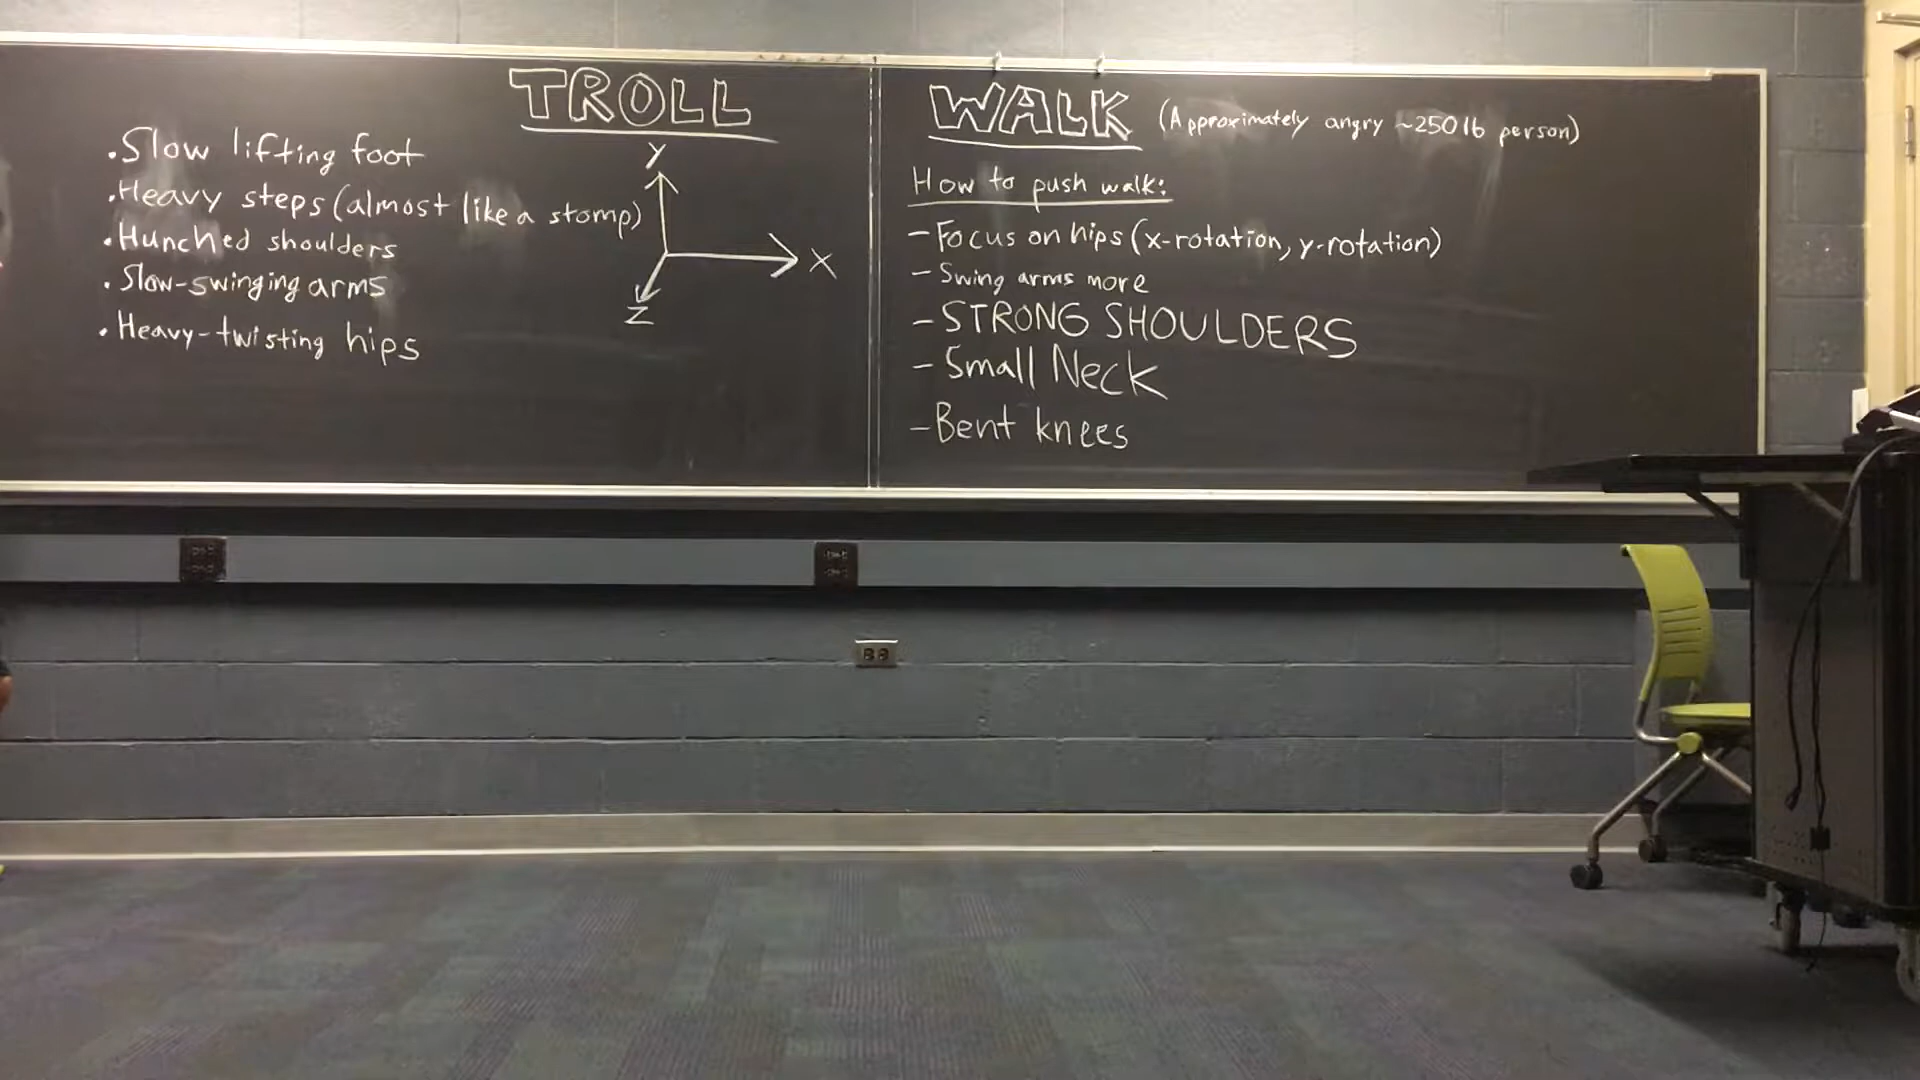 TROLL WALK (Approximately angry ~250 lb person)
• Slow lifting foot
• Heavy steps (almost like a stomp)
• Hunched shoulders
• Slow-swinging arms
• Heavy-twisting hips
Y
X
Z
How to push walk:
- Focus on hips (x-rotation, y-rotation)
- Swing arms more
- STRONG SHOULDERS
- Small Neck
- Bent knees